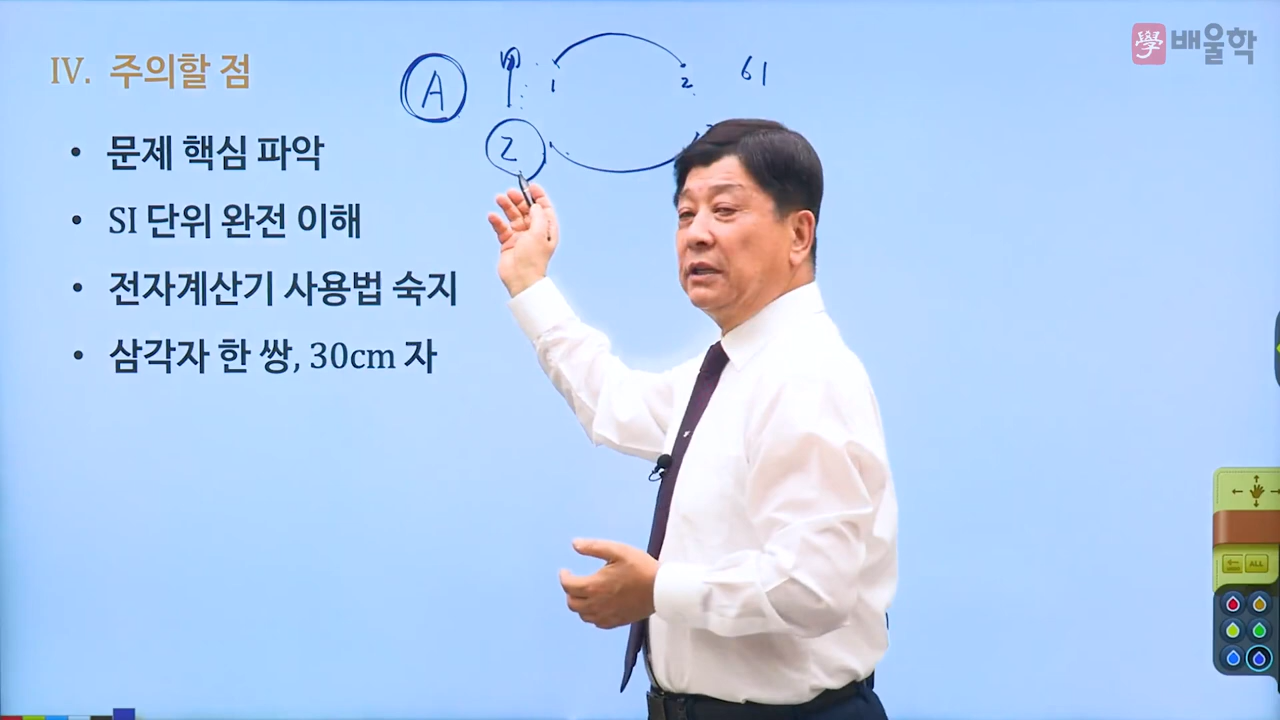 學 배울학
IV. 주의할 점
A 甲 1 2 61
Z
• 문제 핵심 파악
• SI 단위 완전 이해
• 전자계산기 사용법 숙지
• 삼각자 한 쌍, 30cm 자
ALL